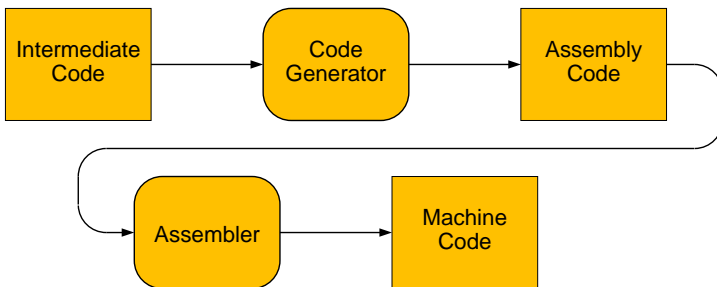 Intermediate
Code
Code
Generator
Assembly
Code
Assembler
Machine
Code